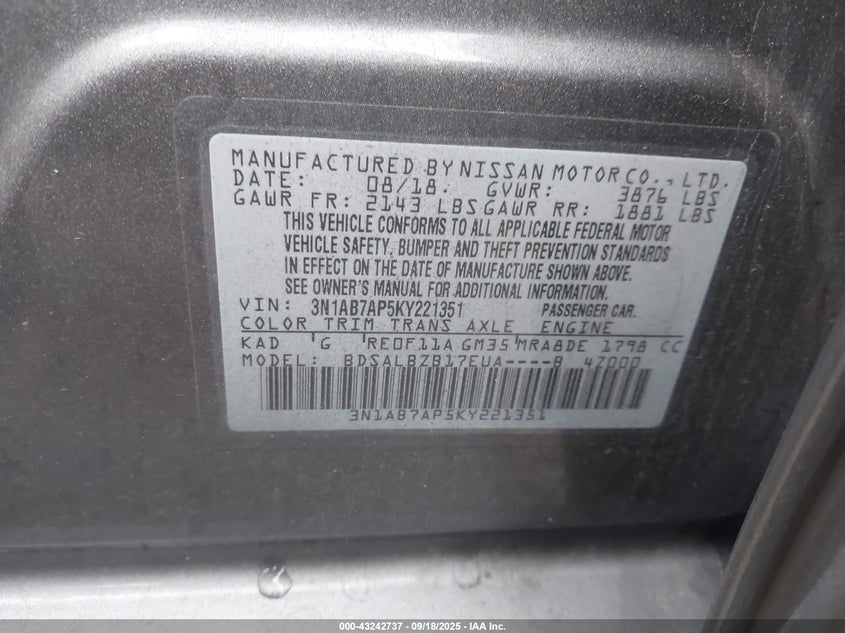 MANUFACTURED BY NISSAN MOTOR CO., LTD.
DATE: 08/18. GVWR: 3876 LBS
GAWR FR: 2143 LBS GAWR RR: 1881 LBS
THIS VEHICLE CONFORMS TO ALL APPLICABLE FEDERAL MOTOR
VEHICLE SAFETY, BUMPER AND THEFT PREVENTION STANDARDS
IN EFFECT ON THE DATE OF MANUFACTURE SHOWN ABOVE.
SEE OWNER'S MANUAL FOR ADDITIONAL INFORMATION.
VIN: 3N1AB7AP5KY221351 PASSENGER CAR.
COLOR TRIM TRANS AXLE ENGINE
KAD G RE0F11A GM35 MRA8DE 1798 CC
MODEL: BDSALBZB17EUA----B 4Z000
3N1AB7AP5KY221351
000-43242737 - 09/18/2025 - IAA Inc.